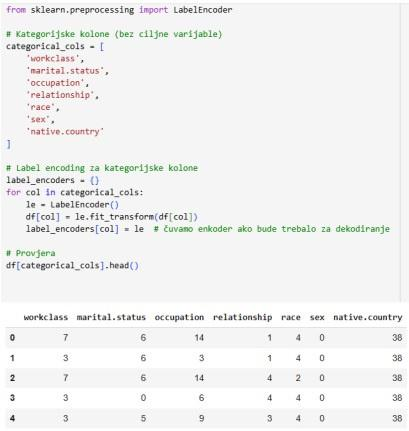 from sklearn.preprocessing import LabelEncoder
# Kategorijske kolone (bez ciljne varijable)
categorical_cols = [
    'workclass',
    'marital.status',
    'occupation',
    'relationship',
    'race',
    'sex',
    'native.country'
]
# Label encoding za kategorijske kolone
label_encoders = {}
for col in categorical_cols:
    le = LabelEncoder()
    df[col] = le.fit_transform(df[col])
    label_encoders[col] = le  # čuvamo enkoder ako bude trebalo za dekodiranje
# Provjera
df[categorical_cols].head()
workclass marital.status occupation relationship race sex native.country
0 7 6 14 1 4 0 38
1 3 6 3 1 4 0 38
2 7 6 14 4 2 0 38
3 3 0 6 4 4 0 38
4 3 5 9 3 4 0 38